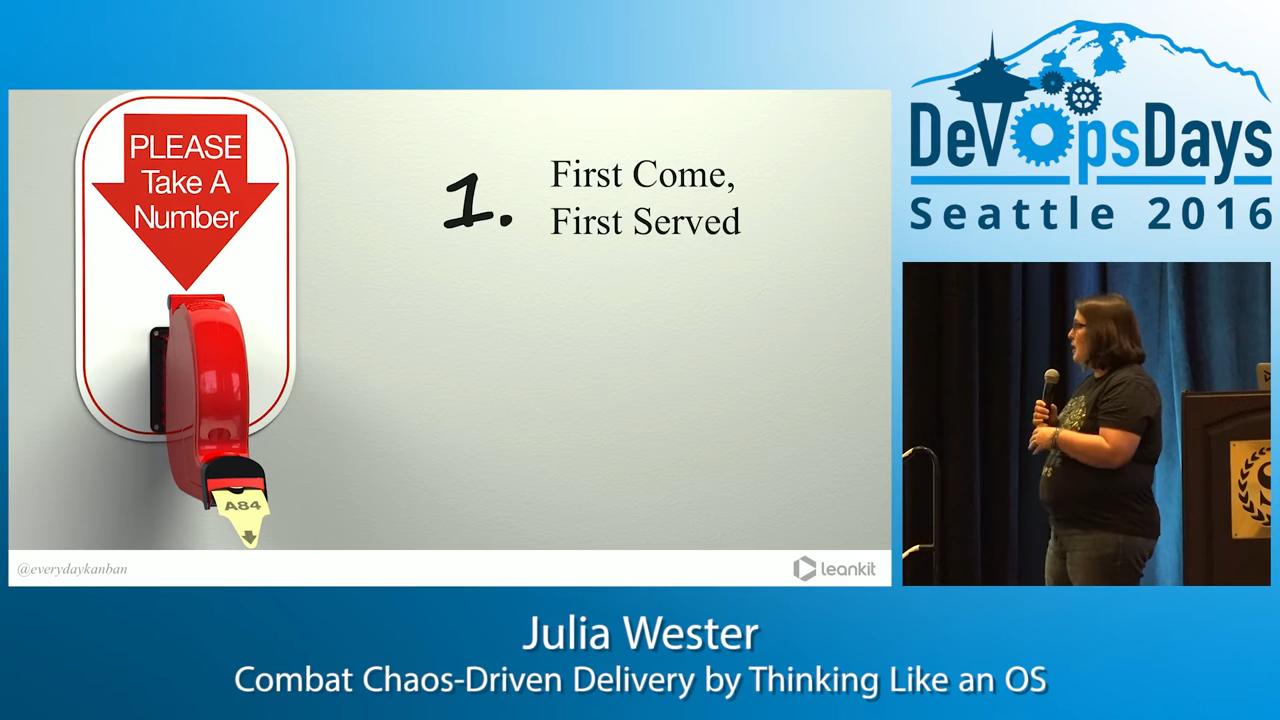 PLEASE
Take A
Number
A84
1. First Come,
First Served
@everydaykanban
leankit
DevOpsDays
Seattle 2016
Julia Wester
Combat Chaos-Driven Delivery by Thinking Like an OS